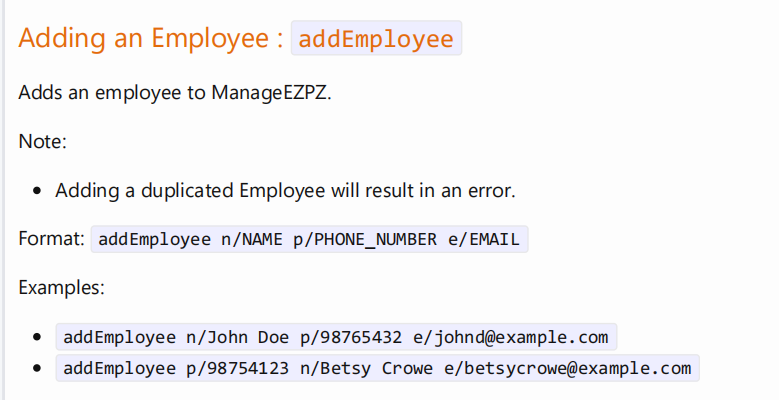 Adding an Employee : addEmployee
Adds an employee to ManageEZPZ.
Note:
• Adding a duplicated Employee will result in an error.
Format: addEmployee n/NAME p/PHONE_NUMBER e/EMAIL
Examples:
• addEmployee n/John Doe p/98765432 e/johnd@example.com
• addEmployee p/98754123 n/Betsy Crowe e/betsycrowe@example.com